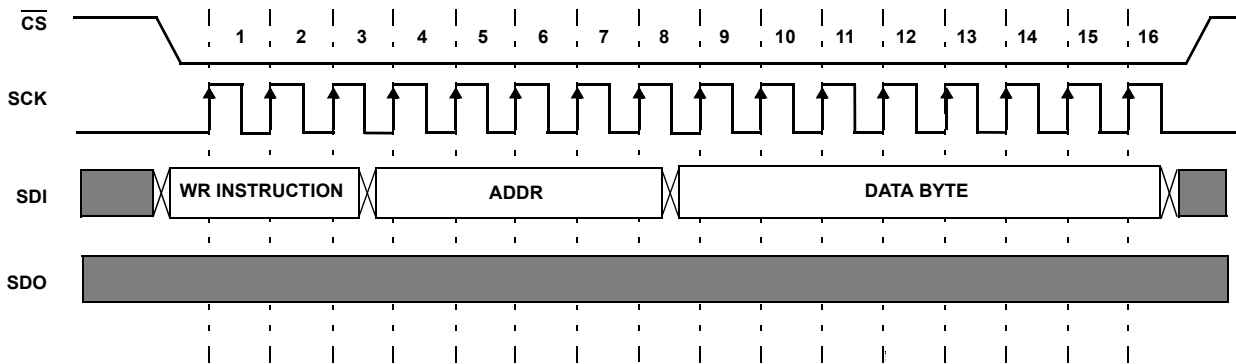 CS
1 2 3 4 5 6 7 8 9 10 11 12 13 14 15 16
SCK
SDI
WR INSTRUCTION ADDR DATA BYTE
SDO